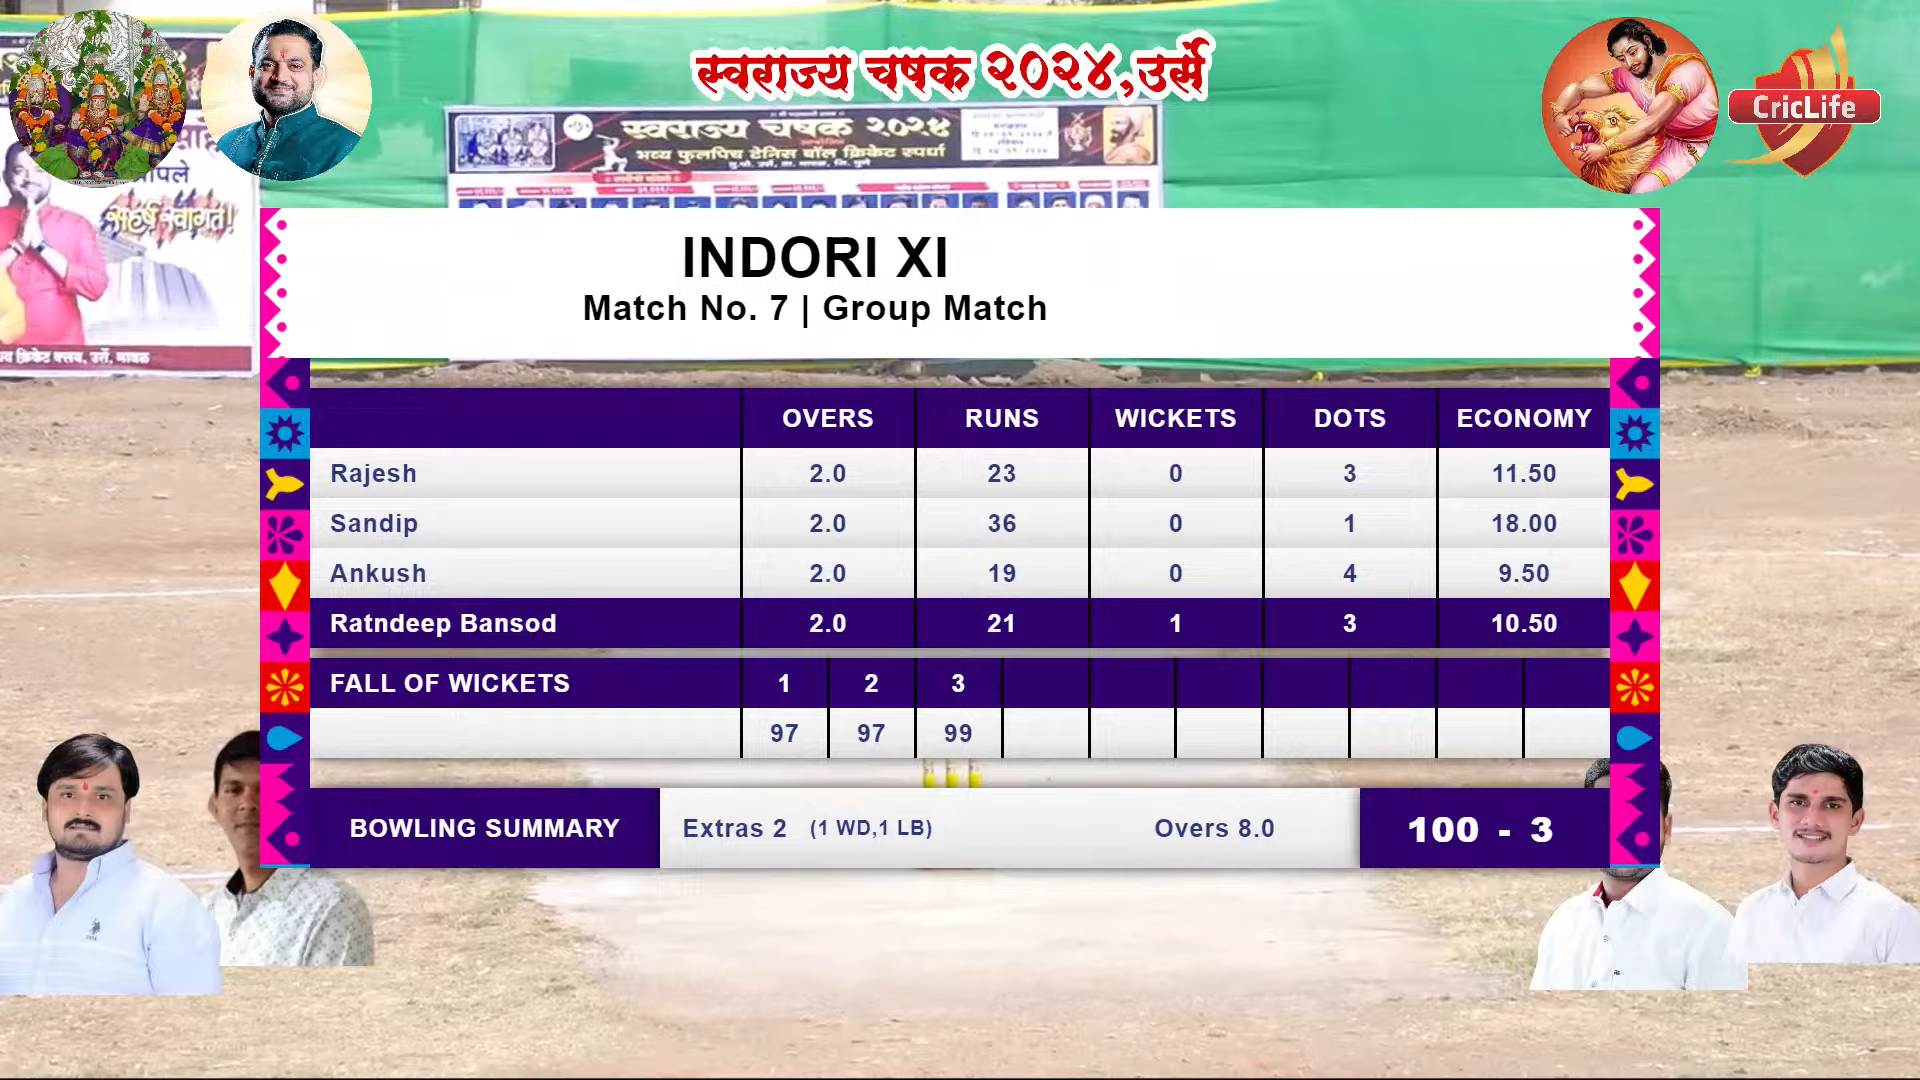 स्वराज्य चषक २०२४,उर्से
CricLife
स्वराज्य चषक २०२४
भव्य फुलपिच टेनिस बॉल क्रिकेट स्पर्धा
INDORI XI
Match No. 7 | Group Match
OVERS RUNS WICKETS DOTS ECONOMY
Rajesh 2.0 23 0 3 11.50
Sandip 2.0 36 0 1 18.00
Ankush 2.0 19 0 4 9.50
Ratndeep Bansod 2.0 21 1 3 10.50
FALL OF WICKETS 1 2 3
97 97 99
BOWLING SUMMARY Extras 2 (1 WD,1 LB) Overs 8.0 100 - 3